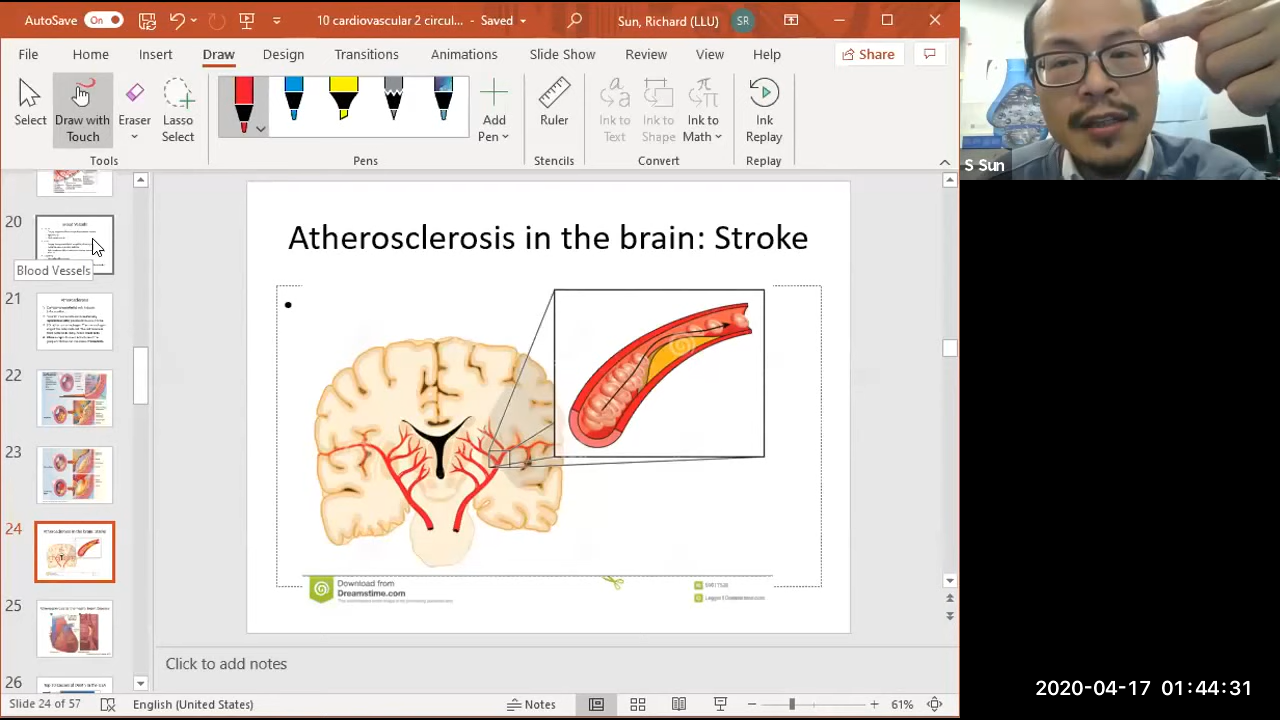 AutoSave On 10 cardiovascular 2 circul... - Saved Sun, Richard (LLU) SR
File Home Insert Draw Design Transitions Animations Slide Show Review View Help Share
Select
Draw with
Touch
Eraser
Lasso
Select
Add
Pen
Ruler
Ink to
Text
Ink to
Shape
Ink to
Math
Ink
Replay
Tools Pens Stencils Convert Replay
S Sun
20
Blood Vessels
Blood Vessels
21
Atherosclerosis
22
23
24
25
26
Atherosclerosis in the brain: Stroke
•
Download from
Dreamstime.com
Click to add notes
Slide 24 of 57 English (United States) Notes 61%
2020-04-17 01:44:31